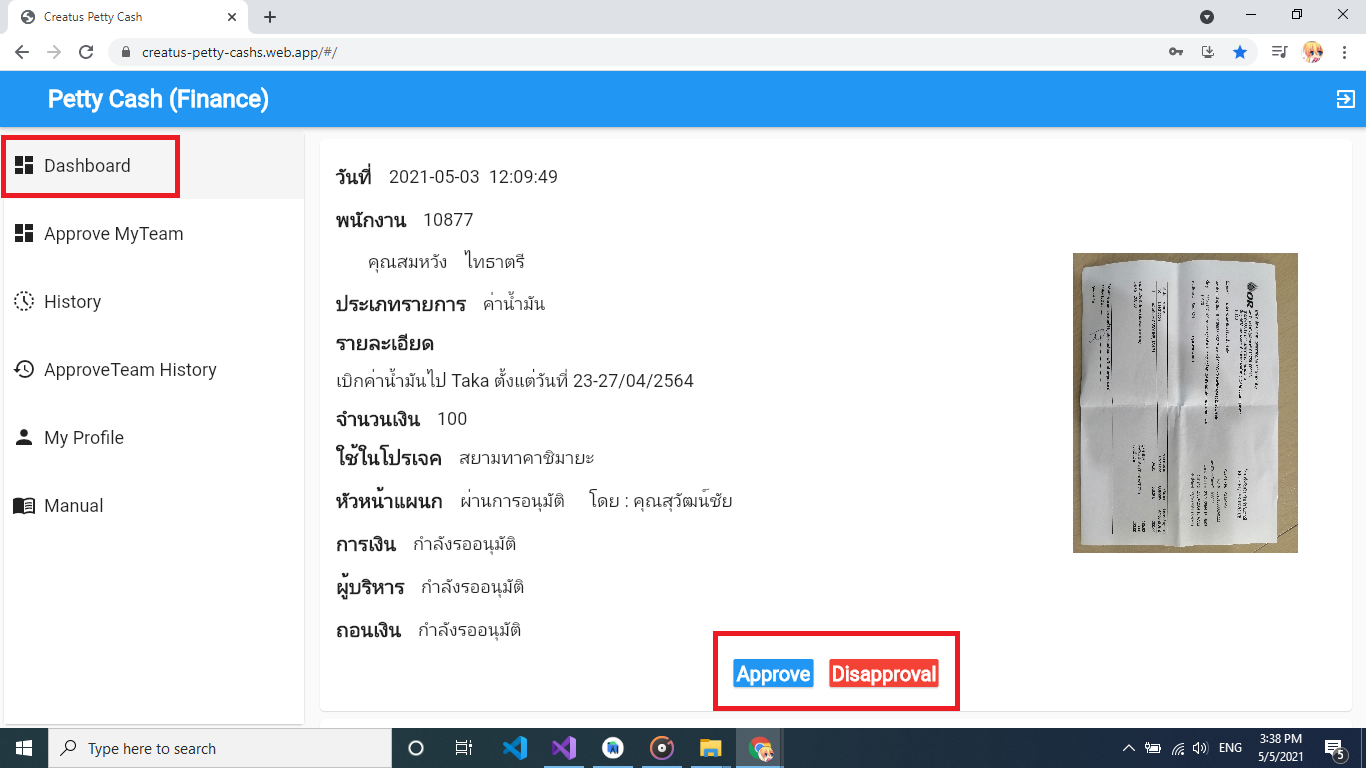 Creatus Petty Cash
creatus-petty-cashs.web.app/#/
Petty Cash (Finance)
Dashboard
Approve MyTeam
History
ApproveTeam History
My Profile
Manual
วันที่ 2021-05-03 12:09:49
พนักงาน 10877
คุณสมหวัง ไทธาตรี
ประเภทรายการ ค่าน้ำมัน
รายละเอียด
เบิกค่าน้ำมันไป Taka ตั้งแต่วันที่ 23-27/04/2564
จำนวนเงิน 100
ใช้ในโปรเจค สยามทาคาชิมายะ
หัวหน้าแผนก ผ่านการอนุมัติ โดย : คุณสุวัฒน์ชัย
การเงิน กำลังรออนุมัติ
ผู้บริหาร กำลังรออนุมัติ
ถอนเงิน กำลังรออนุมัติ
Approve Disapproval
OR
Type here to search
ENG
3:38 PM
5/5/2021
5